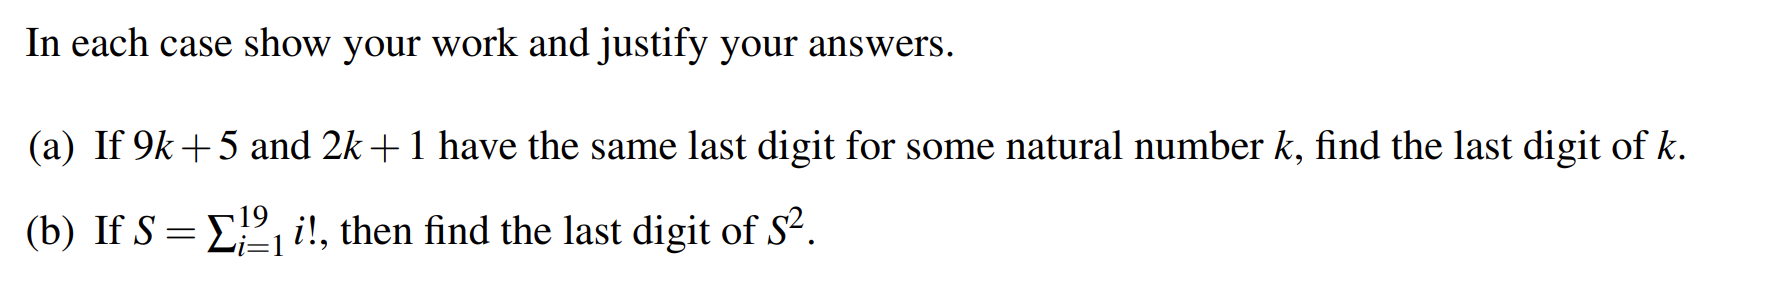 In each case show your work and justify your answers.
(a) If 9k+5 and 2k+1 have the same last digit for some natural number k, find the last digit of k.
(b) If S = ∑_{i=1}^{19} i!, then find the last digit of S².